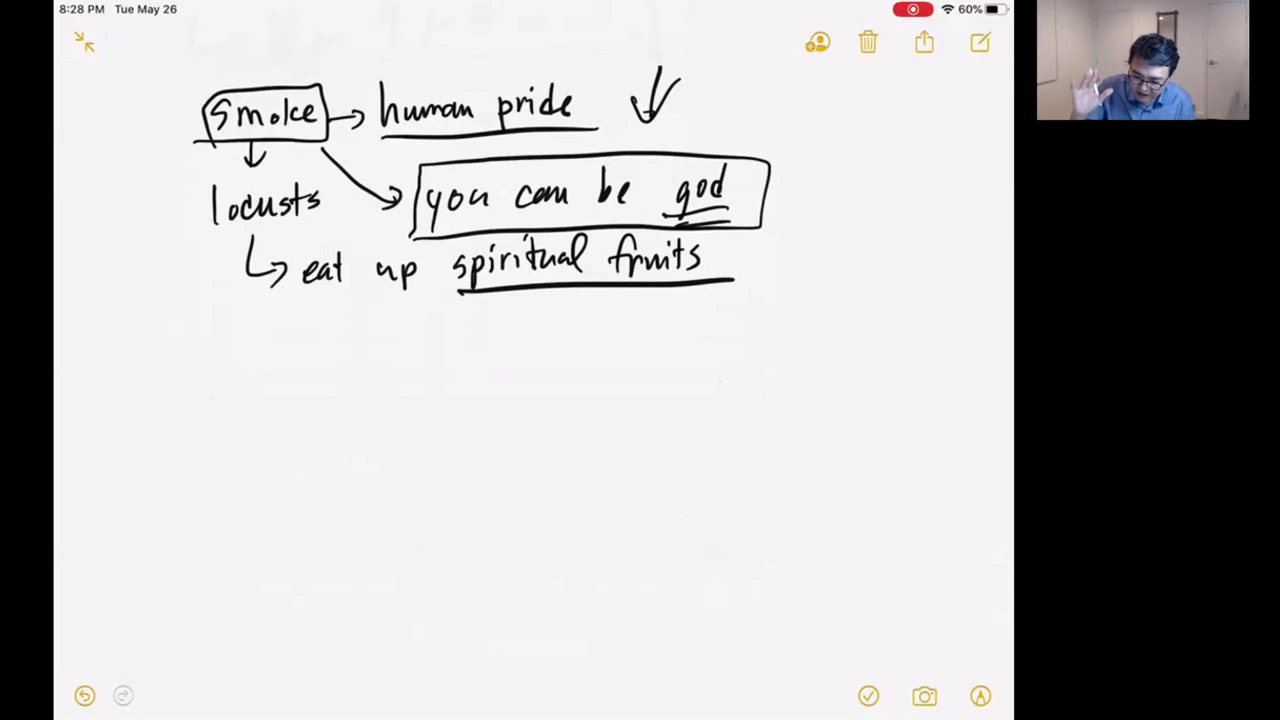 8:28 PM Tue May 26
60%
smoke → human pride ↓
↓
locusts → you can be god
↳ eat up spiritual fruits